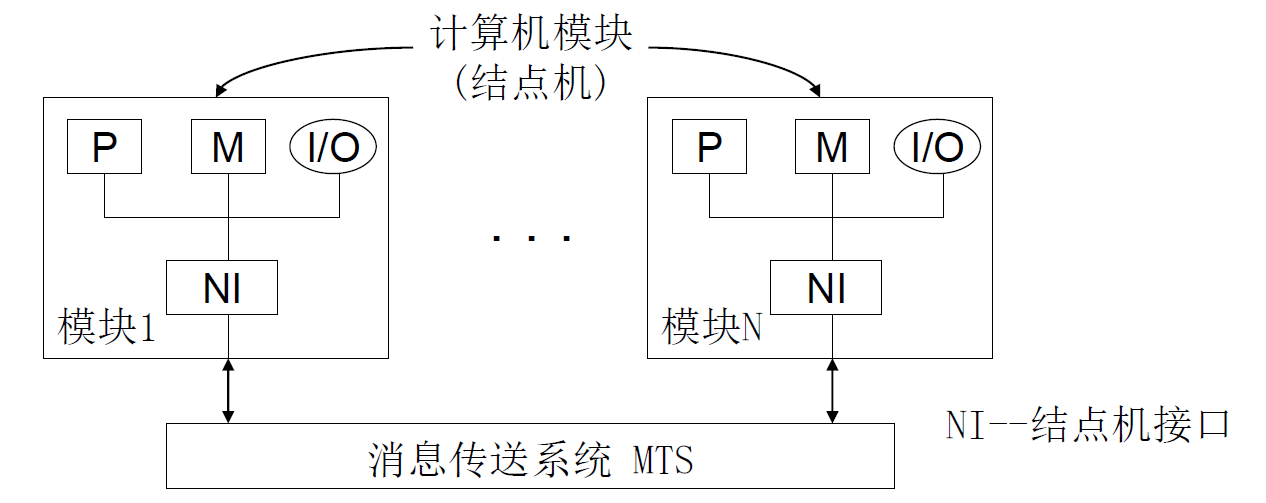 计算机模块
(结点机)
P M I/O
P M I/O
. . .
NI
NI
模块1
模块N
NI--结点机接口
消息传送系统 MTS